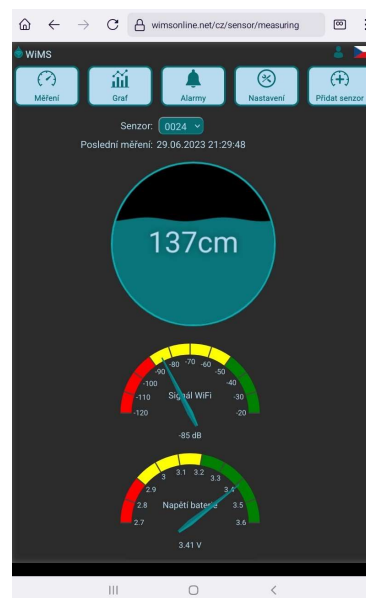 wimsonline.net/cz/sensor/measuring
WiMS
Měření Graf Alarmy Nastavení Přidat senzor
Senzor: 0024
Poslední měření: 29.06.2023 21:29:48
137cm
-120 -110 -100 -90 -80 -70 -60 -50 -40 -30 -20
Signál WiFi
-85 dB
2.7 2.8 2.9 3 3.1 3.2 3.3 3.4 3.5 3.6
Napětí baterie
3.41 V